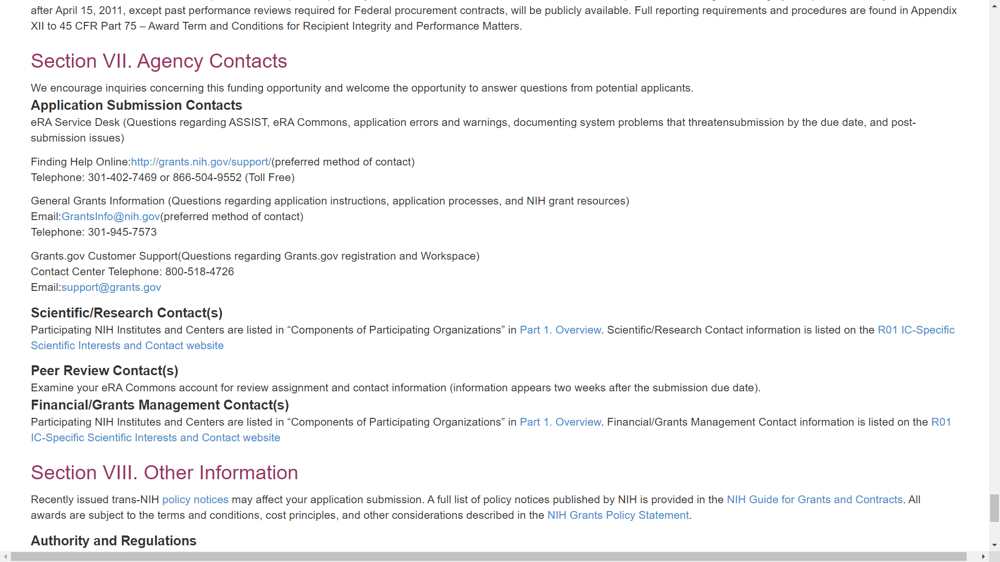 after April 15, 2011, except past performance reviews required for Federal procurement contracts, will be publicly available. Full reporting requirements and procedures are found in Appendix
XII to 45 CFR Part 75 – Award Term and Conditions for Recipient Integrity and Performance Matters.
Section VII. Agency Contacts
We encourage inquiries concerning this funding opportunity and welcome the opportunity to answer questions from potential applicants.
Application Submission Contacts
eRA Service Desk (Questions regarding ASSIST, eRA Commons, application errors and warnings, documenting system problems that threatensubmission by the due date, and post-
submission issues)
Finding Help Online:http://grants.nih.gov/support/(preferred method of contact)
Telephone: 301-402-7469 or 866-504-9552 (Toll Free)
General Grants Information (Questions regarding application instructions, application processes, and NIH grant resources)
Email:GrantsInfo@nih.gov(preferred method of contact)
Telephone: 301-945-7573
Grants.gov Customer Support(Questions regarding Grants.gov registration and Workspace)
Contact Center Telephone: 800-518-4726
Email:support@grants.gov
Scientific/Research Contact(s)
Participating NIH Institutes and Centers are listed in “Components of Participating Organizations” in Part 1. Overview. Scientific/Research Contact information is listed on the R01 IC-Specific
Scientific Interests and Contact website
Peer Review Contact(s)
Examine your eRA Commons account for review assignment and contact information (information appears two weeks after the submission due date).
Financial/Grants Management Contact(s)
Participating NIH Institutes and Centers are listed in “Components of Participating Organizations” in Part 1. Overview. Financial/Grants Management Contact information is listed on the R01
IC-Specific Scientific Interests and Contact website
Section VIII. Other Information
Recently issued trans-NIH policy notices may affect your application submission. A full list of policy notices published by NIH is provided in the NIH Guide for Grants and Contracts. All
awards are subject to the terms and conditions, cost principles, and other considerations described in the NIH Grants Policy Statement.
Authority and Regulations